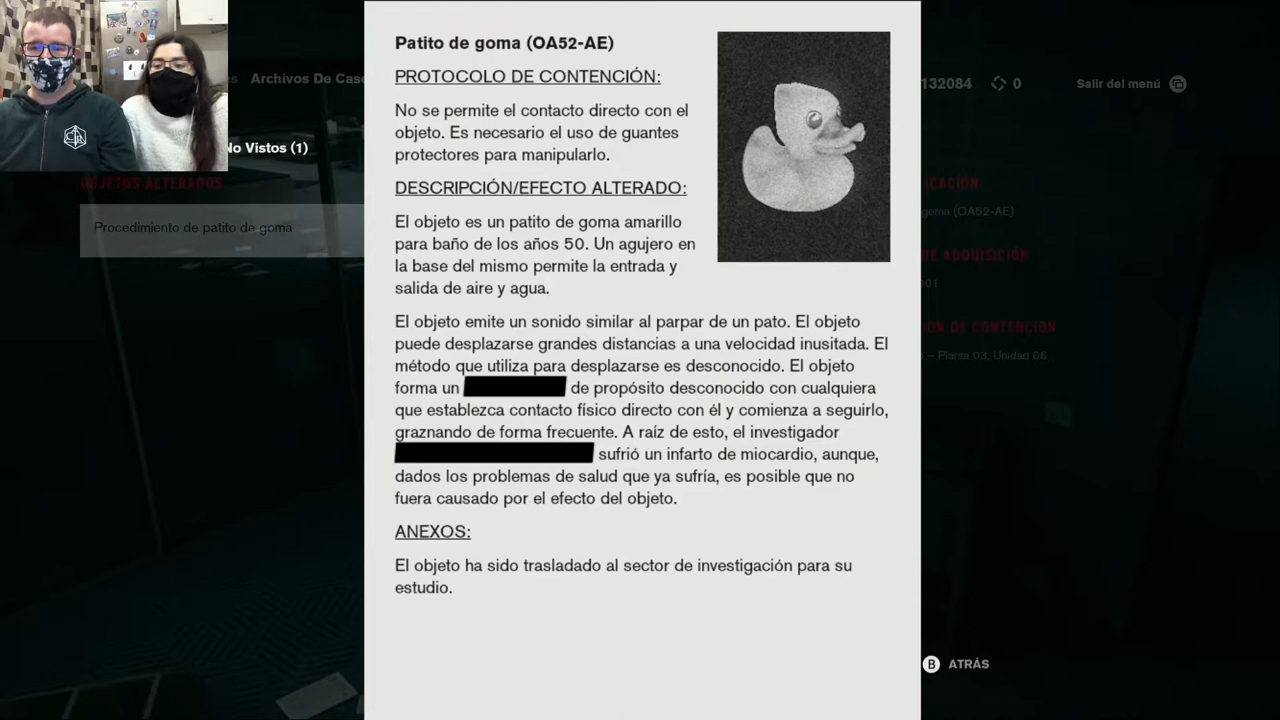 Archivos De Caso
132084
0
Salir del menú
No Vistos (1)
OBJETOS ALTERADOS
Procedimiento de patito de goma
Patito de goma (OA52-AE)
PROTOCOLO DE CONTENCIÓN:
No se permite el contacto directo con el
objeto. Es necesario el uso de guantes
protectores para manipularlo.
DESCRIPCIÓN/EFECTO ALTERADO:
El objeto es un patito de goma amarillo
para baño de los años 50. Un agujero en
la base del mismo permite la entrada y
salida de aire y agua.
El objeto emite un sonido similar al parpar de un pato. El objeto
puede desplazarse grandes distancias a una velocidad inusitada. El
método que utiliza para desplazarse es desconocido. El objeto
forma un de propósito desconocido con cualquiera
que establezca contacto físico directo con él y comienza a seguirlo,
graznando de forma frecuente. A raíz de esto, el investigador
sufrió un infarto de miocardio, aunque,
dados los problemas de salud que ya sufría, es posible que no
fuera causado por el efecto del objeto.
ANEXOS:
El objeto ha sido trasladado al sector de investigación para su
estudio.
goma (OA52-AE)
DE ADQUISICIÓN
001
DE CONTENCIÓN
– Planta 03, Unidad 06
B ATRÁS